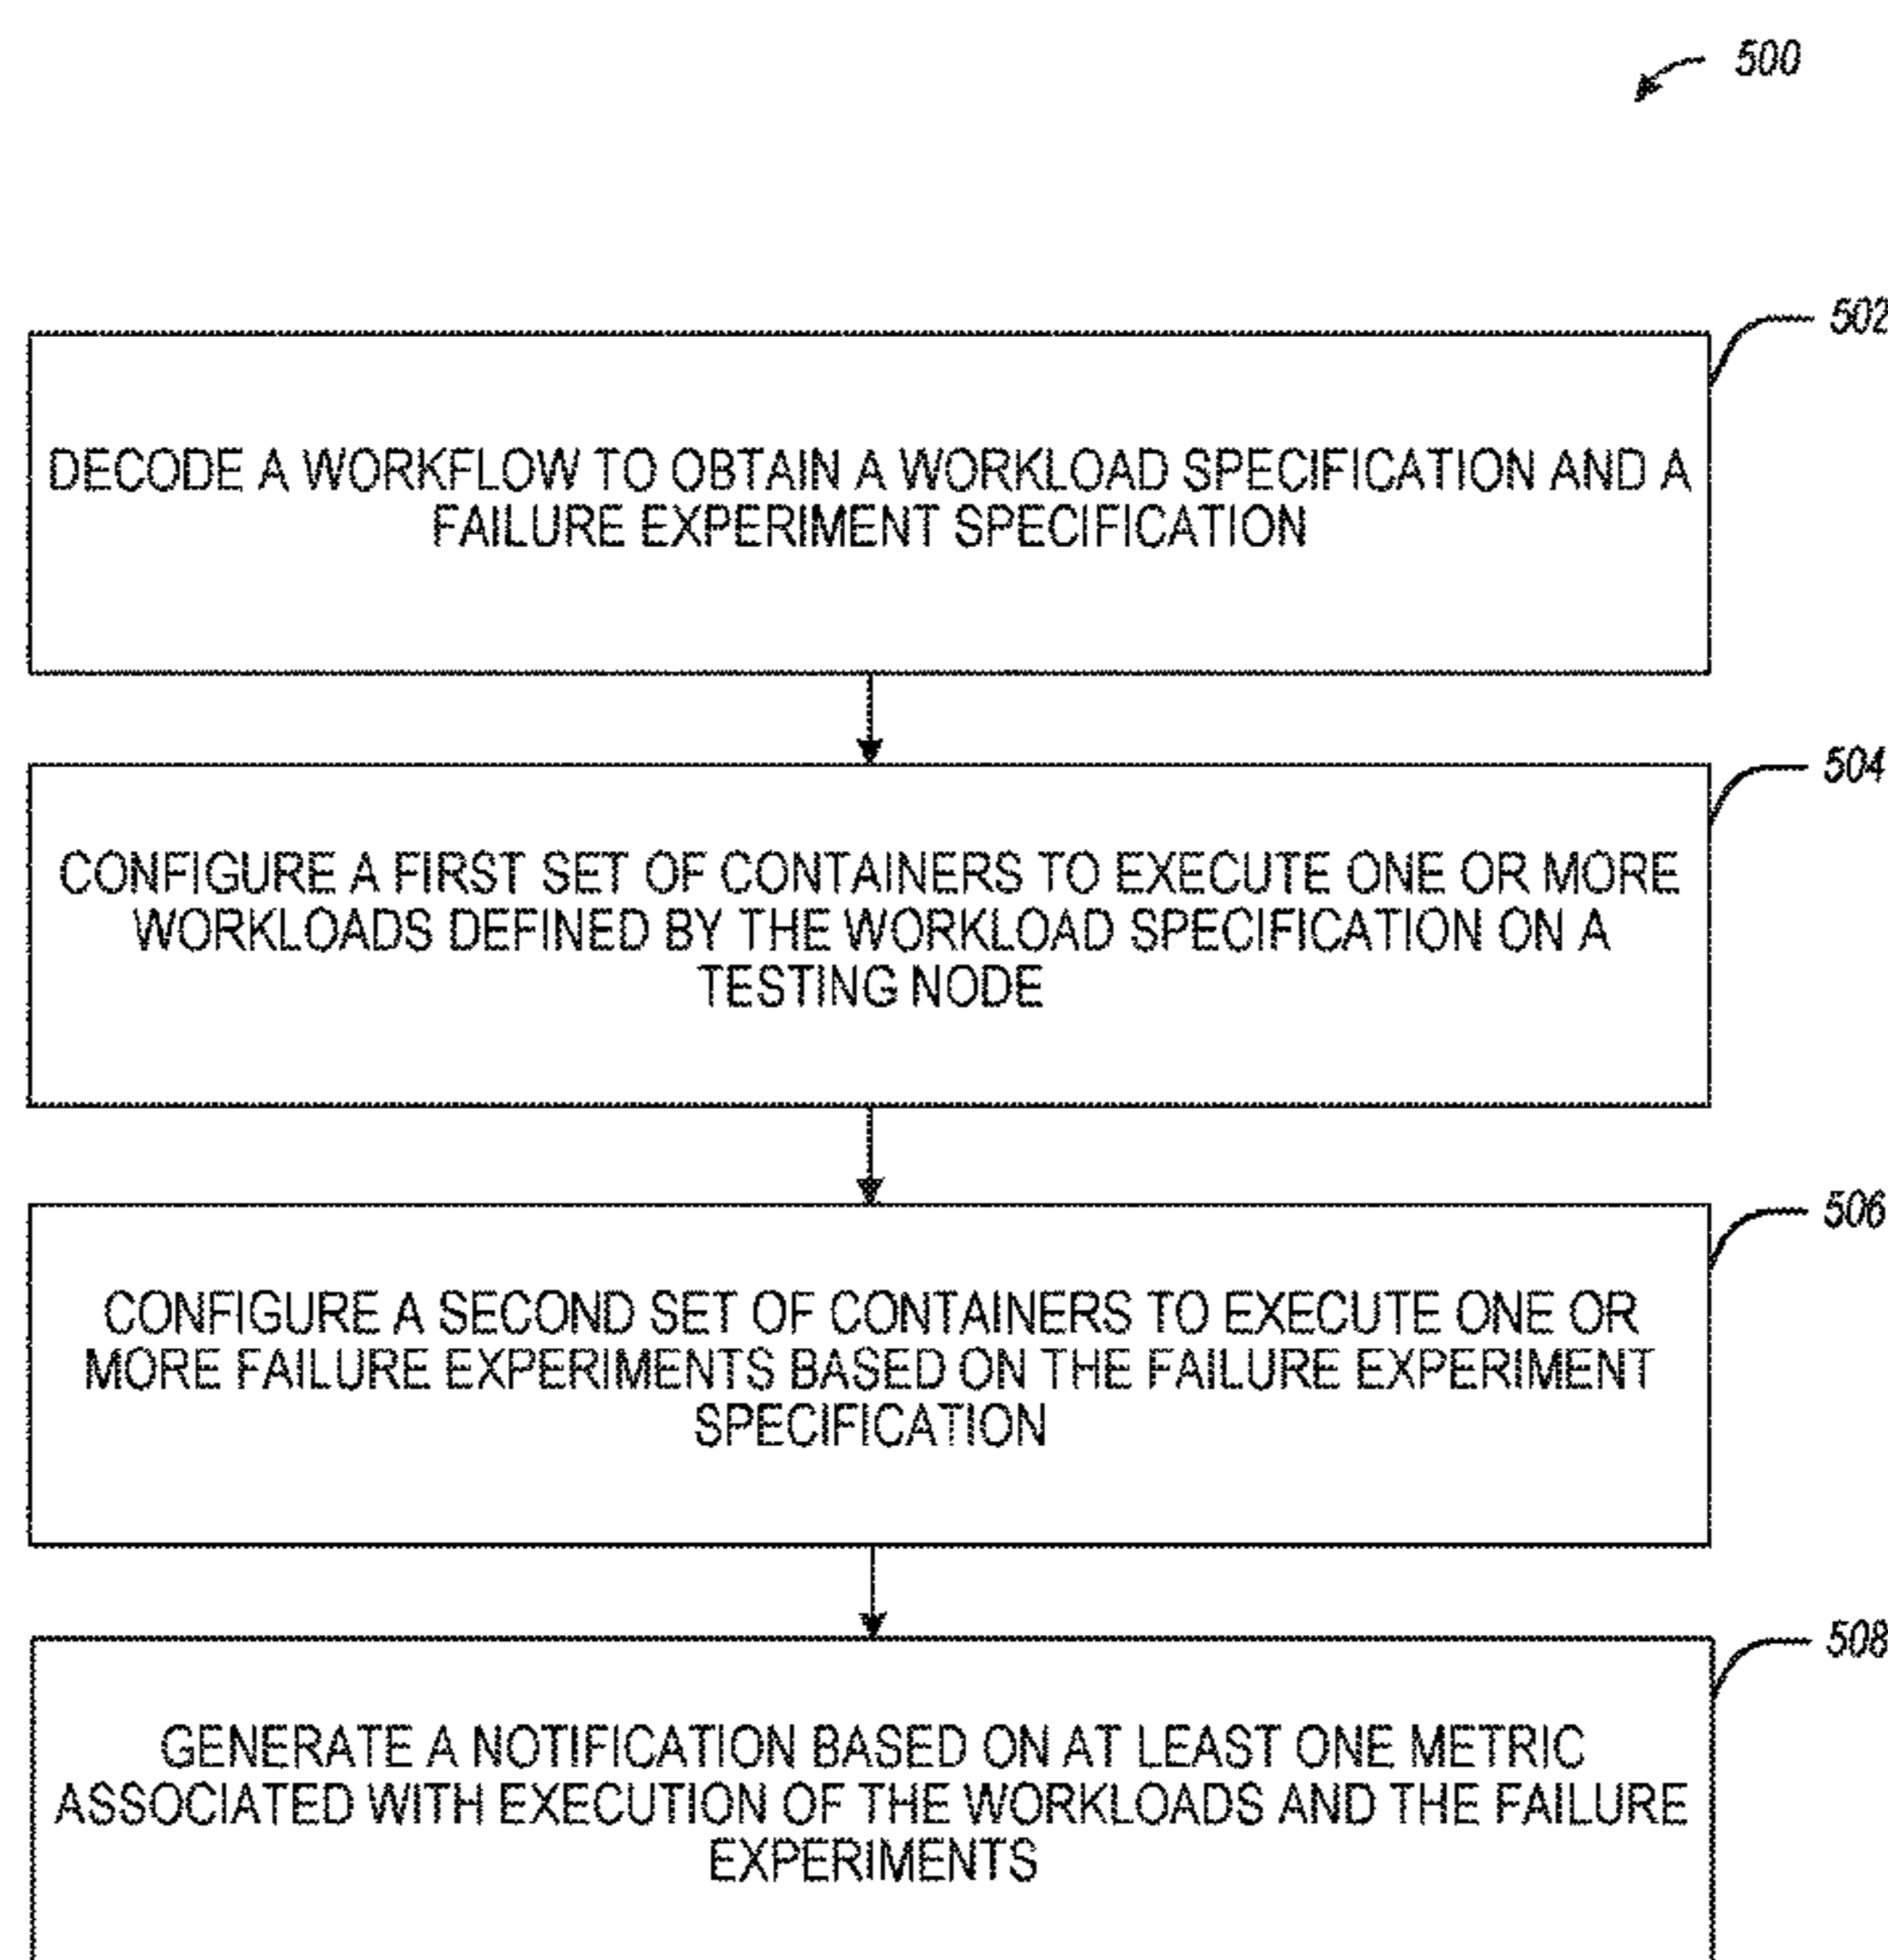 500
502
DECODE A WORKFLOW TO OBTAIN A WORKLOAD SPECIFICATION AND A
FAILURE EXPERIMENT SPECIFICATION
504
CONFIGURE A FIRST SET OF CONTAINERS TO EXECUTE ONE OR MORE
WORKLOADS DEFINED BY THE WORKLOAD SPECIFICATION ON A
TESTING NODE
506
CONFIGURE A SECOND SET OF CONTAINERS TO EXECUTE ONE OR
MORE FAILURE EXPERIMENTS BASED ON THE FAILURE EXPERIMENT
SPECIFICATION
508
GENERATE A NOTIFICATION BASED ON AT LEAST ONE METRIC
ASSOCIATED WITH EXECUTION OF THE WORKLOADS AND THE FAILURE
EXPERIMENTS